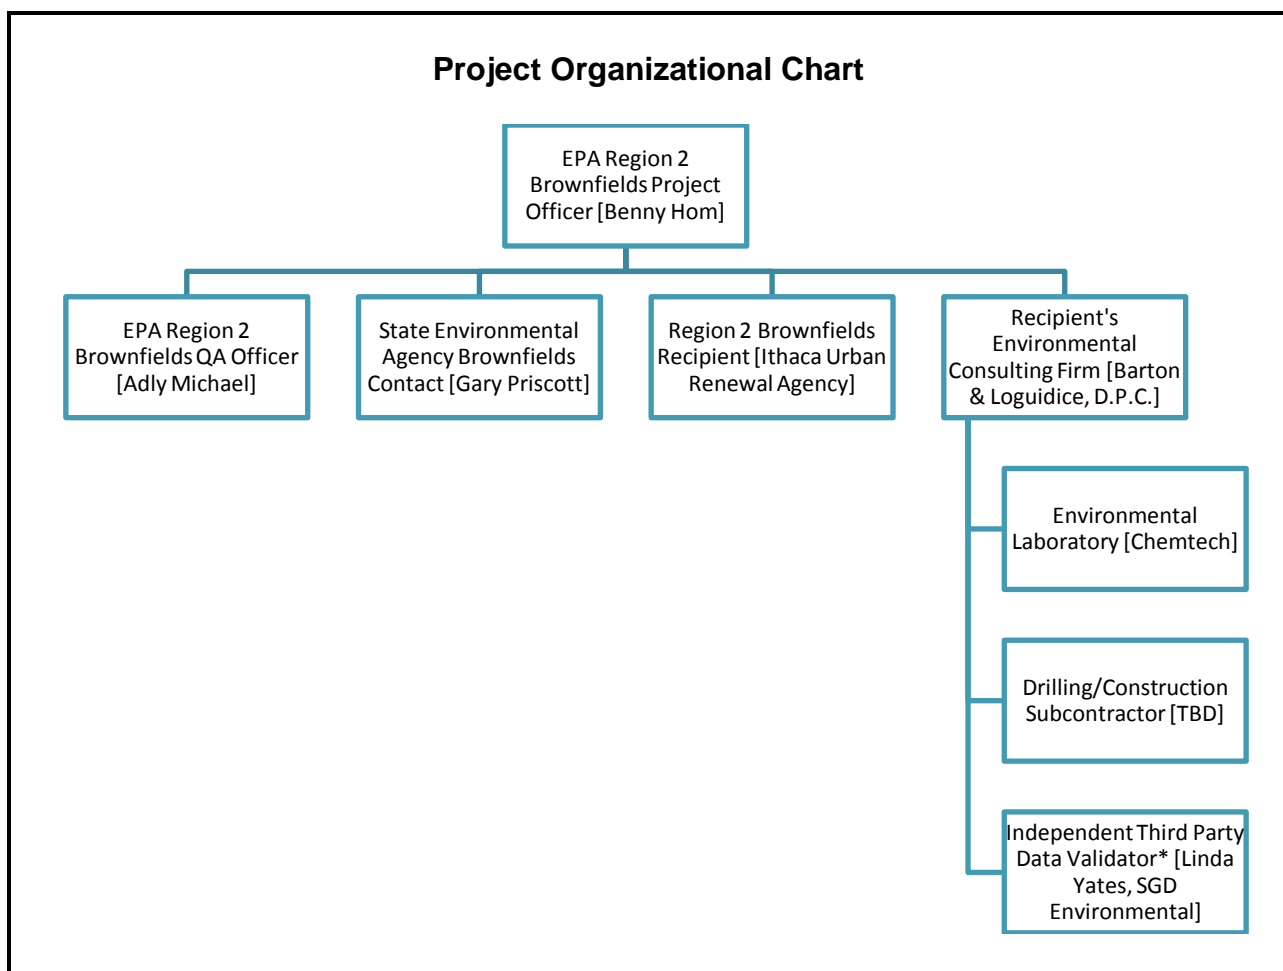 Project Organizational Chart
EPA Region 2
Brownfields Project
Officer [Benny Hom]
EPA Region 2
Brownfields QA Officer
[Adly Michael]
State Environmental
Agency Brownfields
Contact [Gary Priscott]
Region 2 Brownfields
Recipient [Ithaca Urban
Renewal Agency]
Recipient's
Environmental
Consulting Firm [Barton
& Loguidice, D.P.C.]
Environmental
Laboratory [Chemtech]
Drilling/Construction
Subcontractor [TBD]
Independent Third Party
Data Validator* [Linda
Yates, SGD
Environmental]